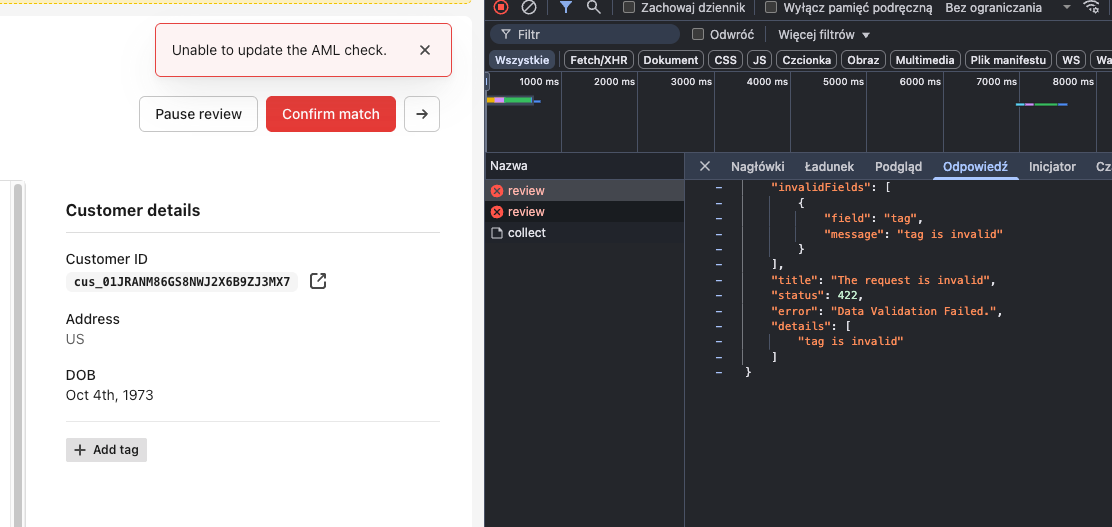 Unable to update the AML check.
Pause review
Confirm match
Customer details
Customer ID
cus_01JRANM86GS8NWJ2X6B9ZJ3MX7
Address
US
DOB
Oct 4th, 1973
+ Add tag
Zachowaj dziennik
Wyłącz pamięć podręczną
Bez ograniczania
Filtr
Odwróć
Więcej filtrów
Wszystkie
Fetch/XHR
Dokument
CSS
JS
Czcionka
Obraz
Multimedia
Plik manifestu
WS
Wa
1000 ms
2000 ms
3000 ms
4000 ms
5000 ms
6000 ms
7000 ms
8000 ms
Nazwa
Nagłówki
Ładunek
Podgląd
Odpowiedź
Inicjator
Cz
review
review
collect
"invalidFields": [
{
"field": "tag",
"message": "tag is invalid"
}
],
"title": "The request is invalid",
"status": 422,
"error": "Data Validation Failed.",
"details": [
"tag is invalid"
]
}